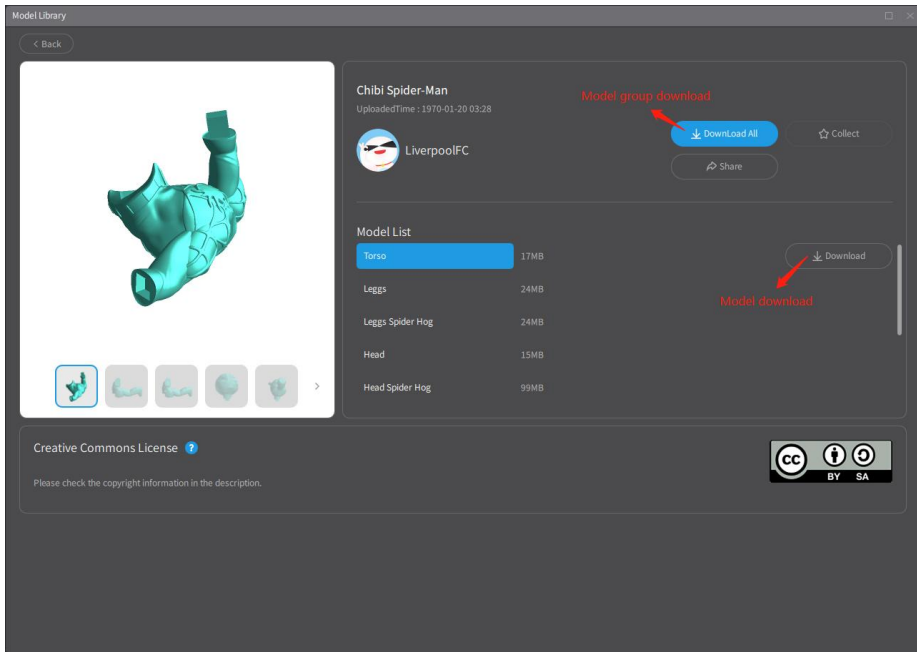 Model Library
< Back
Chibi Spider-Man
UploadedTime : 1970-01-20 03:28
Model group download
LiverpoolFC
DownLoad All
Collect
Share
Model List
Torso 17MB
Download
Leggs 24MB
Model download
Leggs Spider Hog 24MB
Head 15MB
Head Spider Hog 99MB
Creative Commons License ?
Please check the copyright information in the description.
cc
BY SA